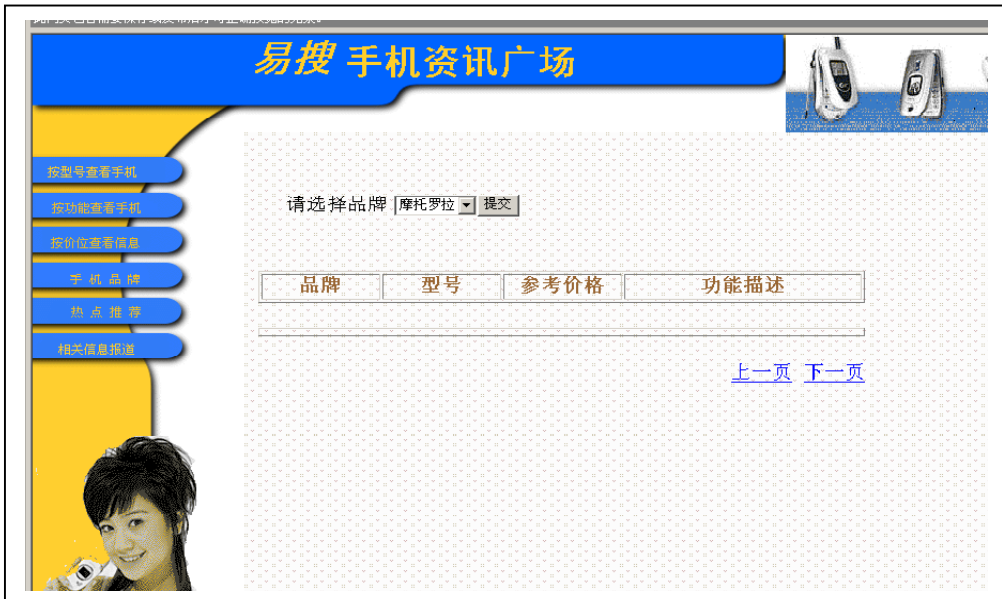 易搜 手机资讯广场
按型号查看手机
按功能查看手机
按价位查看信息
手 机 品 牌
热 点 推 荐
相关信息报道
请选择品牌 摩托罗拉 提交
品牌 型号 参考价格 功能描述
上一页 下一页